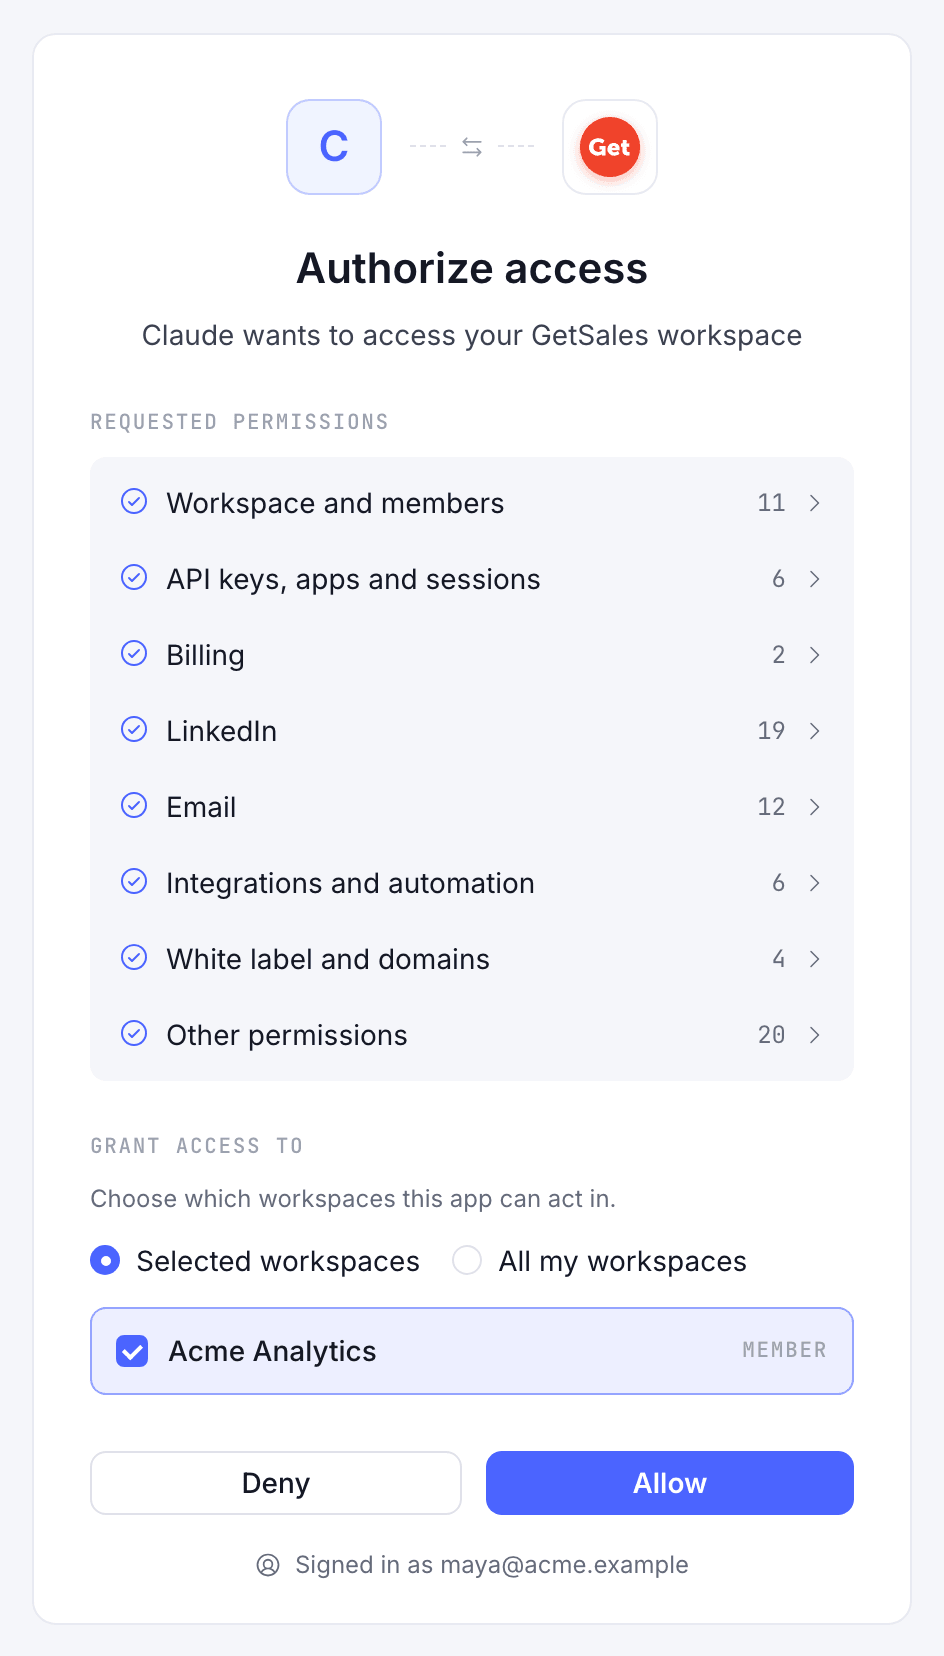 C
Get
Authorize access
Claude wants to access your GetSales workspace
REQUESTED PERMISSIONS
Workspace and members 11
API keys, apps and sessions 6
Billing 2
LinkedIn 19
Email 12
Integrations and automation 6
White label and domains 4
Other permissions 20
GRANT ACCESS TO
Choose which workspaces this app can act in.
Selected workspaces All my workspaces
Acme Analytics MEMBER
Deny Allow
Signed in as maya@acme.example